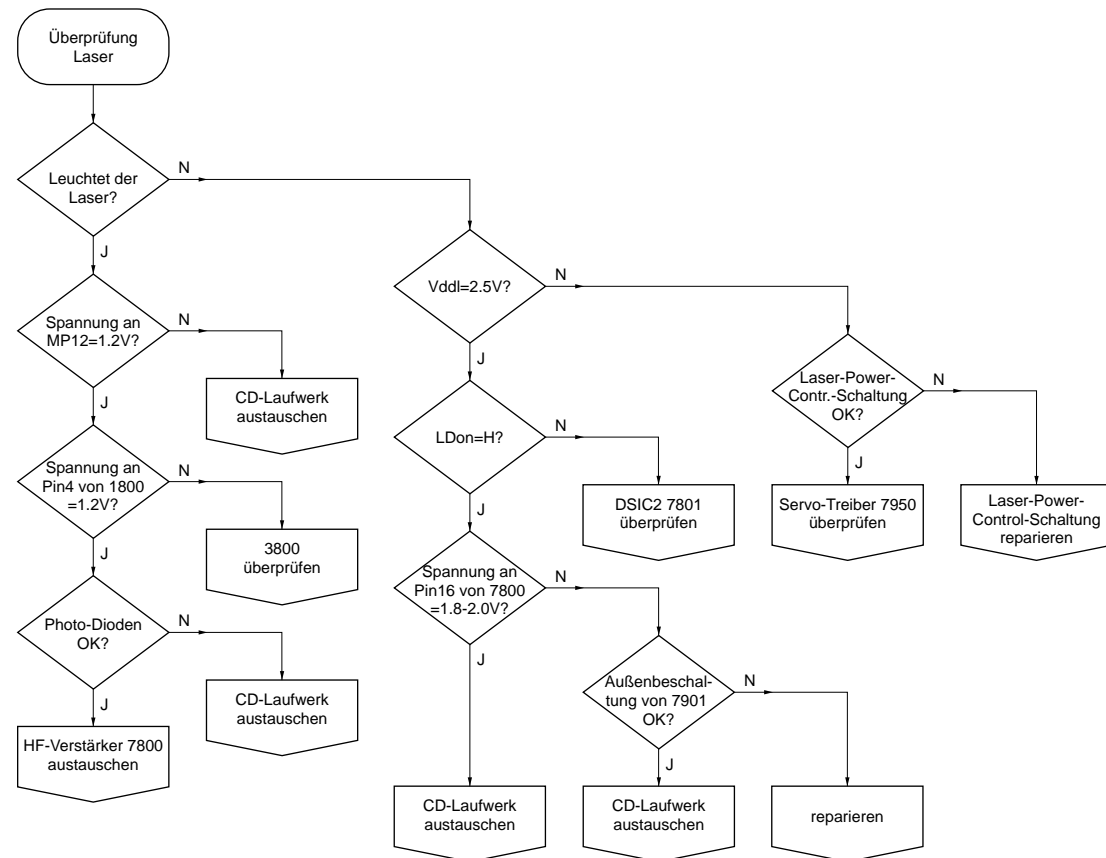 Überprüfung
Laser
Leuchtet der
Laser?
N
J
Spannung an
MP12=1.2V?
N
J
CD-Laufwerk
austauschen
Spannung an
Pin4 von 1800
=1.2V?
N
J
3800
überprüfen
Photo-Dioden
OK?
N
J
CD-Laufwerk
austauschen
HF-Verstärker 7800
austauschen
Vddl=2.5V?
N
J
LDon=H?
N
J
DSIC2 7801
überprüfen
Spannung an
Pin16 von 7800
=1.8-2.0V?
N
J
CD-Laufwerk
austauschen
Außenbeschal-
tung von 7901
OK?
N
J
CD-Laufwerk
austauschen
reparieren
Laser-Power-
Contr.-Schaltung
OK?
N
J
Servo-Treiber 7950
überprüfen
Laser-Power-
Control-Schaltung
reparieren